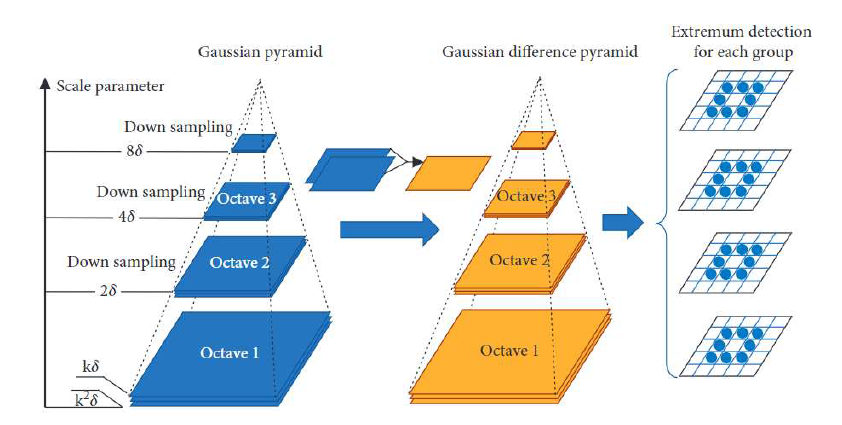 Gaussian pyramid
Gaussian difference pyramid
Extremum detection
for each group
Scale parameter
Down sampling
8δ
Down sampling
Octave 3
4δ
Down sampling
Octave 2
2δ
Octave 1
kδ
k²δ
Octave 3
Octave 2
Octave 1